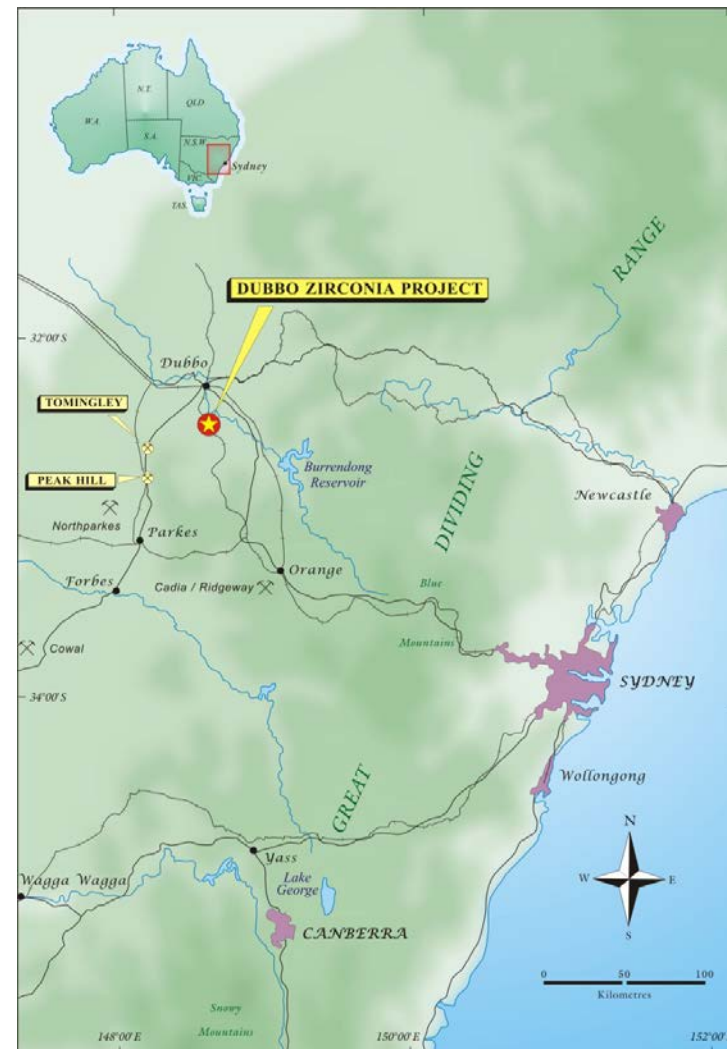 N.T.
QLD.
W.A.
S.A.
N.S.W.
Sydney
VIC.
TAS.
RANGE
DUBBO ZIRCONIA PROJECT
32°00' S
Dubbo
TOMINGLEY
PEAK HILL
Burrendong
Reservoir
DIVIDING
Newcastle
Northparkes
Parkes
Orange
Cadia / Ridgeway
Forbes
Blue
Mountains
Cowal
SYDNEY
34°00' S
Wollongong
GREAT
N
Yass
Lake
George
Wagga Wagga
W
E
CANBERRA
S
0
50
100
Kilometres
Snowy
Mountains
148°00' E
150°00' E
152°00' E